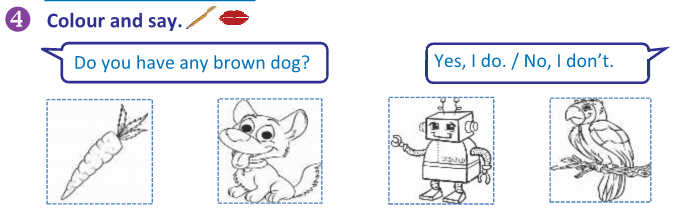 4 Colour and say.
Do you have any brown dog?
Yes, I do. / No, I don't.